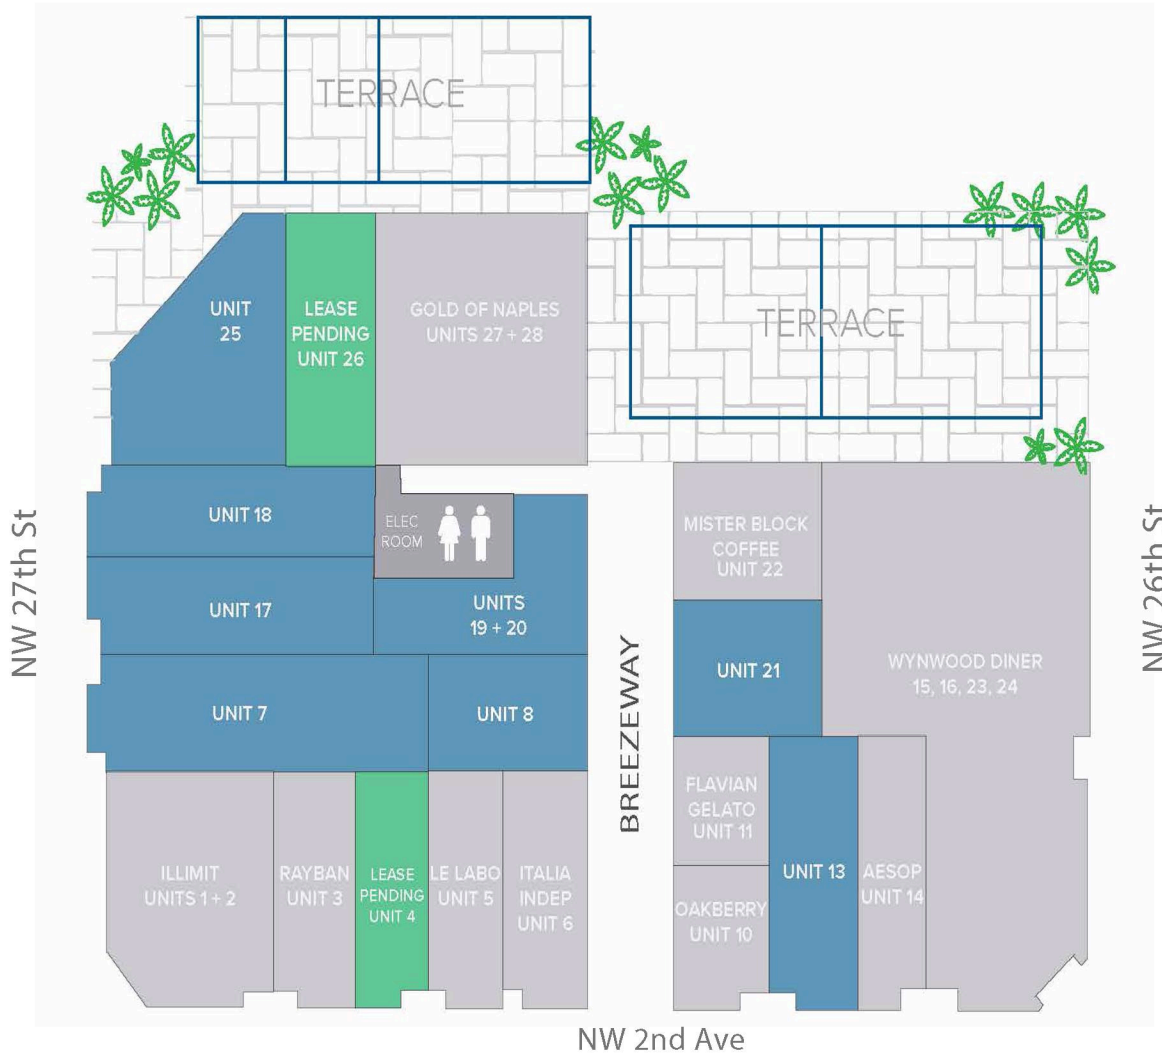 TERRACE
UNIT
25
LEASE
PENDING
UNIT 26
GOLD OF NAPLES
UNITS 27 + 28
TERRACE
UNIT 18
ELEC
ROOM
UNIT 17
UNITS
19 + 20
MISTER BLOCK
COFFEE
UNIT 22
NW 27th St
NW 26th St
UNIT 21
WYNWOOD DINER
15, 16, 23, 24
UNIT 7
UNIT 8
BREEZEWAY
FLAVIAN
GELATO
UNIT 11
ILLIMIT
UNITS 1 + 2
RAYBAN
UNIT 3
LEASE
PENDING
UNIT 4
LE LABO
UNIT 5
ITALIA
INDEP
UNIT 6
OAKBERRY
UNIT 10
UNIT 13
AESOP
UNIT 14
NW 2nd Ave